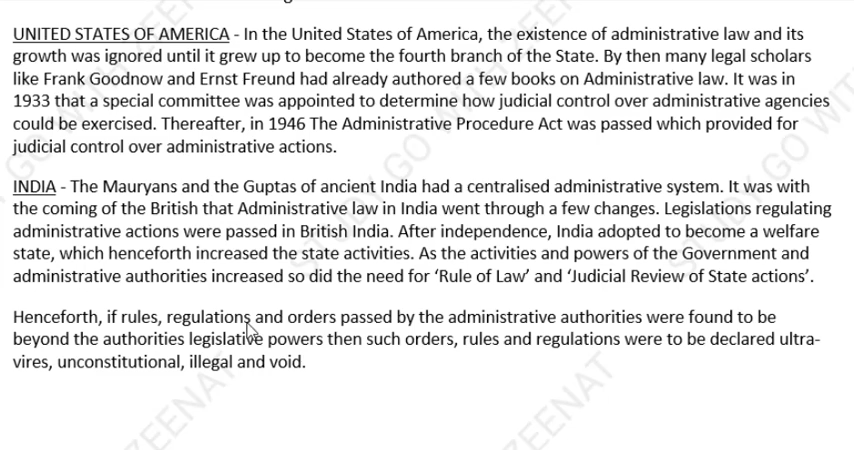 UNITED STATES OF AMERICA - In the United States of America, the existence of administrative law and its
growth was ignored until it grew up to become the fourth branch of the State. By then many legal scholars
like Frank Goodnow and Ernst Freund had already authored a few books on Administrative law. It was in
1933 that a special committee was appointed to determine how judicial control over administrative agencies
could be exercised. Thereafter, in 1946 The Administrative Procedure Act was passed which provided for
judicial control over administrative actions.
INDIA - The Mauryans and the Guptas of ancient India had a centralised administrative system. It was with
the coming of the British that Administrative law in India went through a few changes. Legislations regulating
administrative actions were passed in British India. After independence, India adopted to become a welfare
state, which henceforth increased the state activities. As the activities and powers of the Government and
administrative authorities increased so did the need for ‘Rule of Law’ and ‘Judicial Review of State actions’.
Henceforth, if rules, regulations and orders passed by the administrative authorities were found to be
beyond the authorities legislative powers then such orders, rules and regulations were to be declared ultra-
vires, unconstitutional, illegal and void.